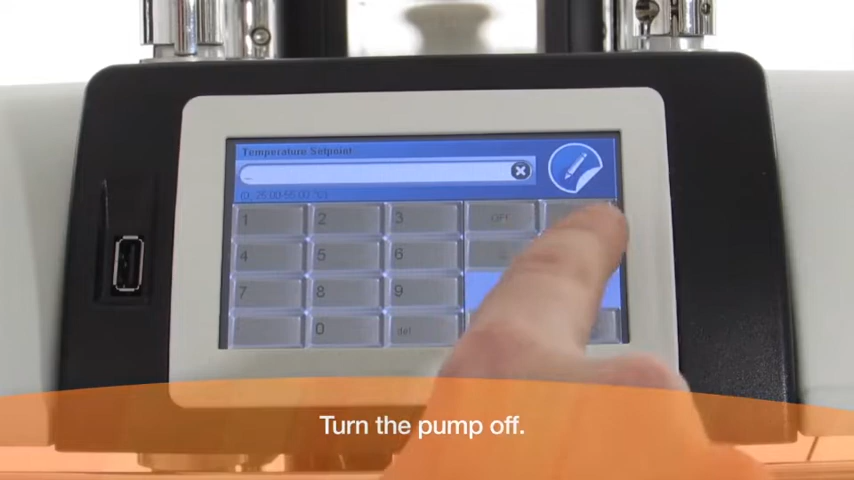 Temperature Setpoint
1 2 3 OFF
4 5 6
7 8 9
0 del
Turn the pump off.